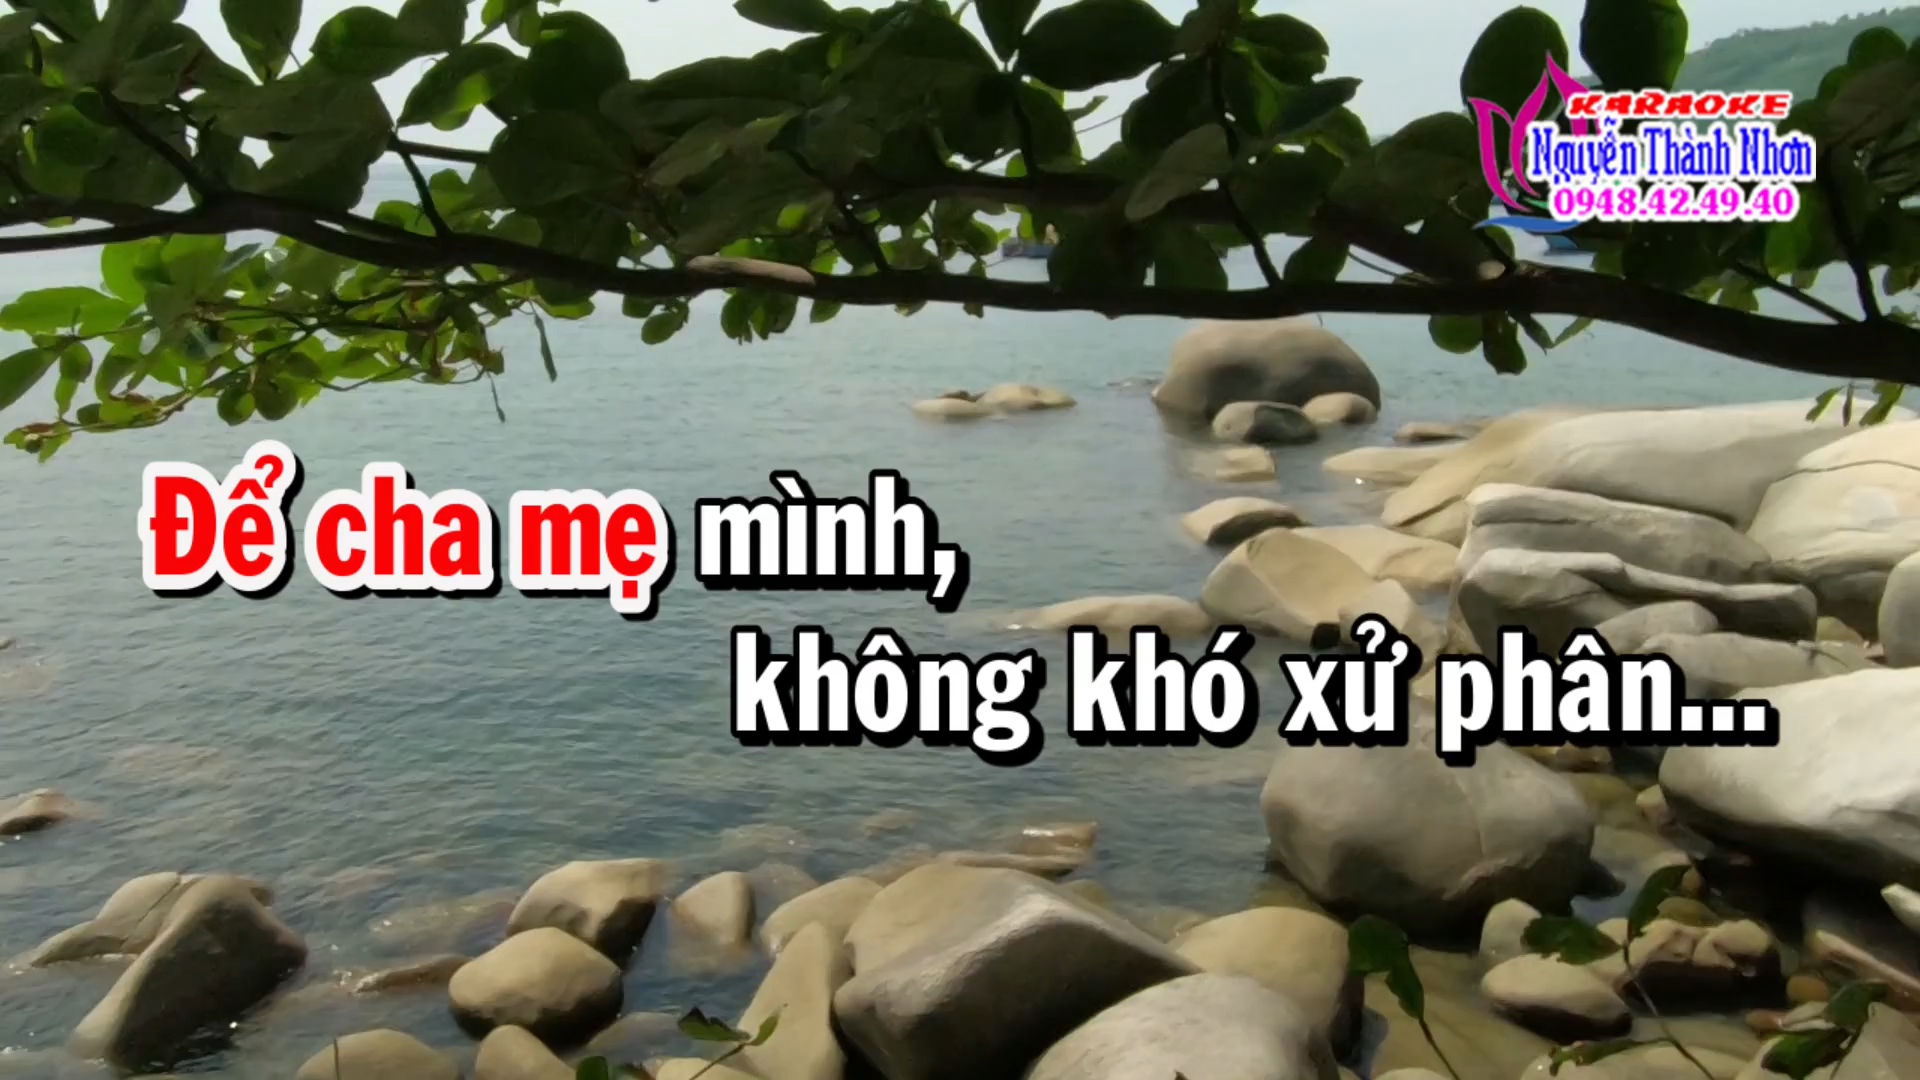 KARAOKE
Nguyễn Thành Nhơn
0948.42.49.40
Để cha mẹ mình,
không khó xử phân...